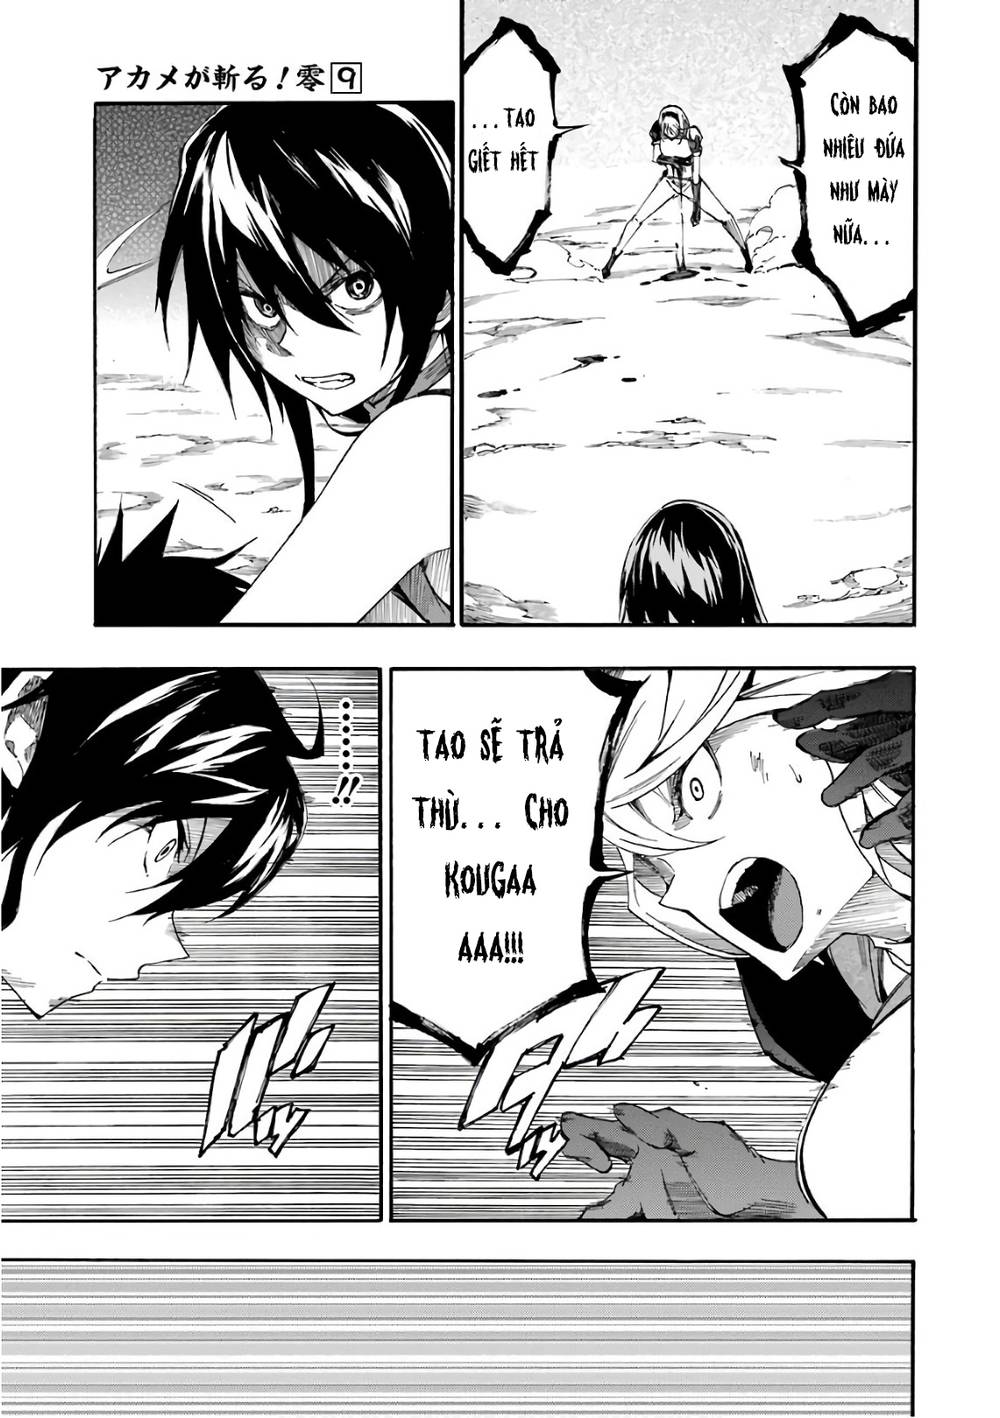 アカメが斬る！零 9
CÒN BAO
NHIÊU ĐỨA
NHƯ MÀY
NỮA...
...TAO
GIẾT HẾT
TAO SẼ TRẢ
THÙ... CHO
KOUGAA
AAA!!!
………!!